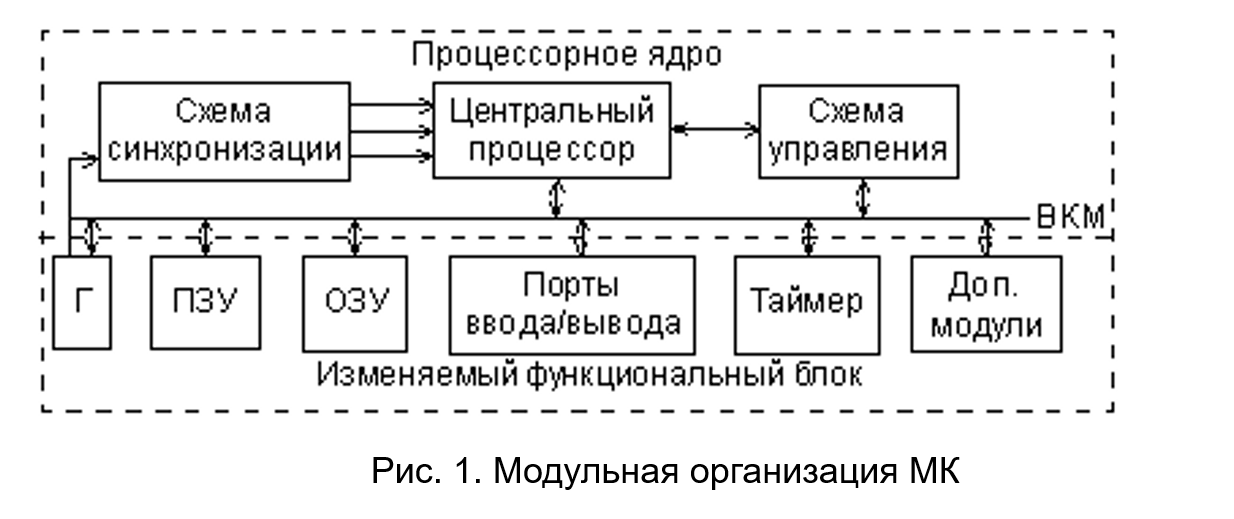 Процессорное ядро
Схема
синхронизации
Центральный
процессор
Схема
управления
ВКМ
Г
ПЗУ
ОЗУ
Порты
ввода/вывода
Таймер
Доп.
модули
Изменяемый функциональный блок
Рис. 1. Модульная организация МК